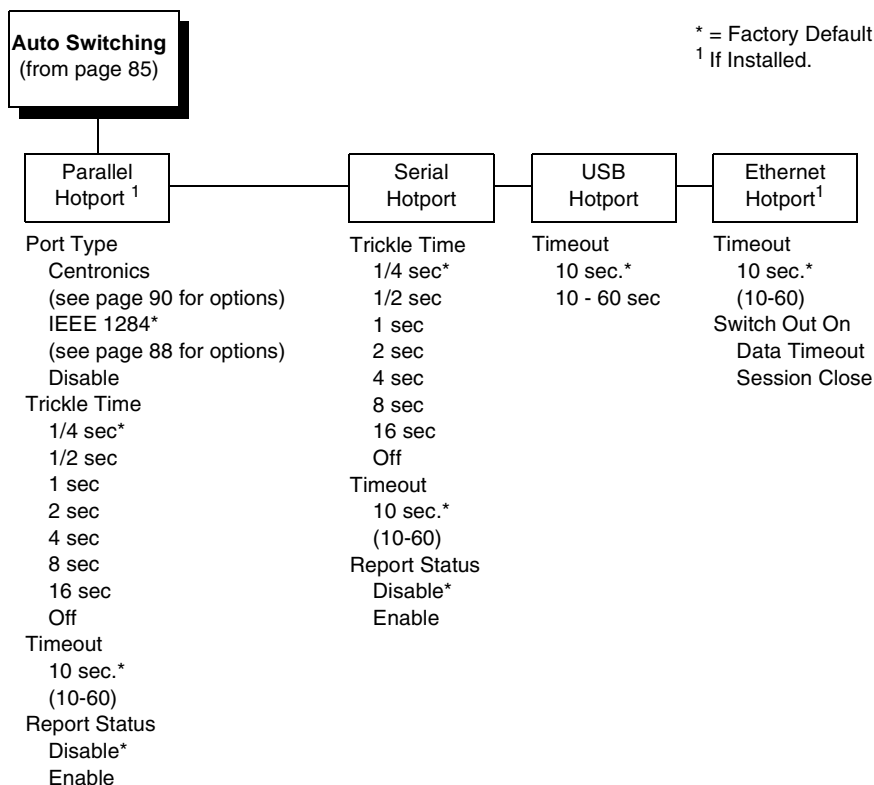 Auto Switching
(from page 85)
* = Factory Default
1 If Installed.
Parallel
Hotport 1
Serial
Hotport
USB
Hotport
Ethernet
Hotport1
Port Type
Centronics
(see page 90 for options)
IEEE 1284*
(see page 88 for options)
Disable
Trickle Time
1/4 sec*
1/2 sec
1 sec
2 sec
4 sec
8 sec
16 sec
Off
Timeout
10 sec.*
(10-60)
Report Status
Disable*
Enable
Trickle Time
1/4 sec*
1/2 sec
1 sec
2 sec
4 sec
8 sec
16 sec
Off
Timeout
10 sec.*
(10-60)
Report Status
Disable*
Enable
Timeout
10 sec.*
10 - 60 sec
Timeout
10 sec.*
(10-60)
Switch Out On
Data Timeout
Session Close